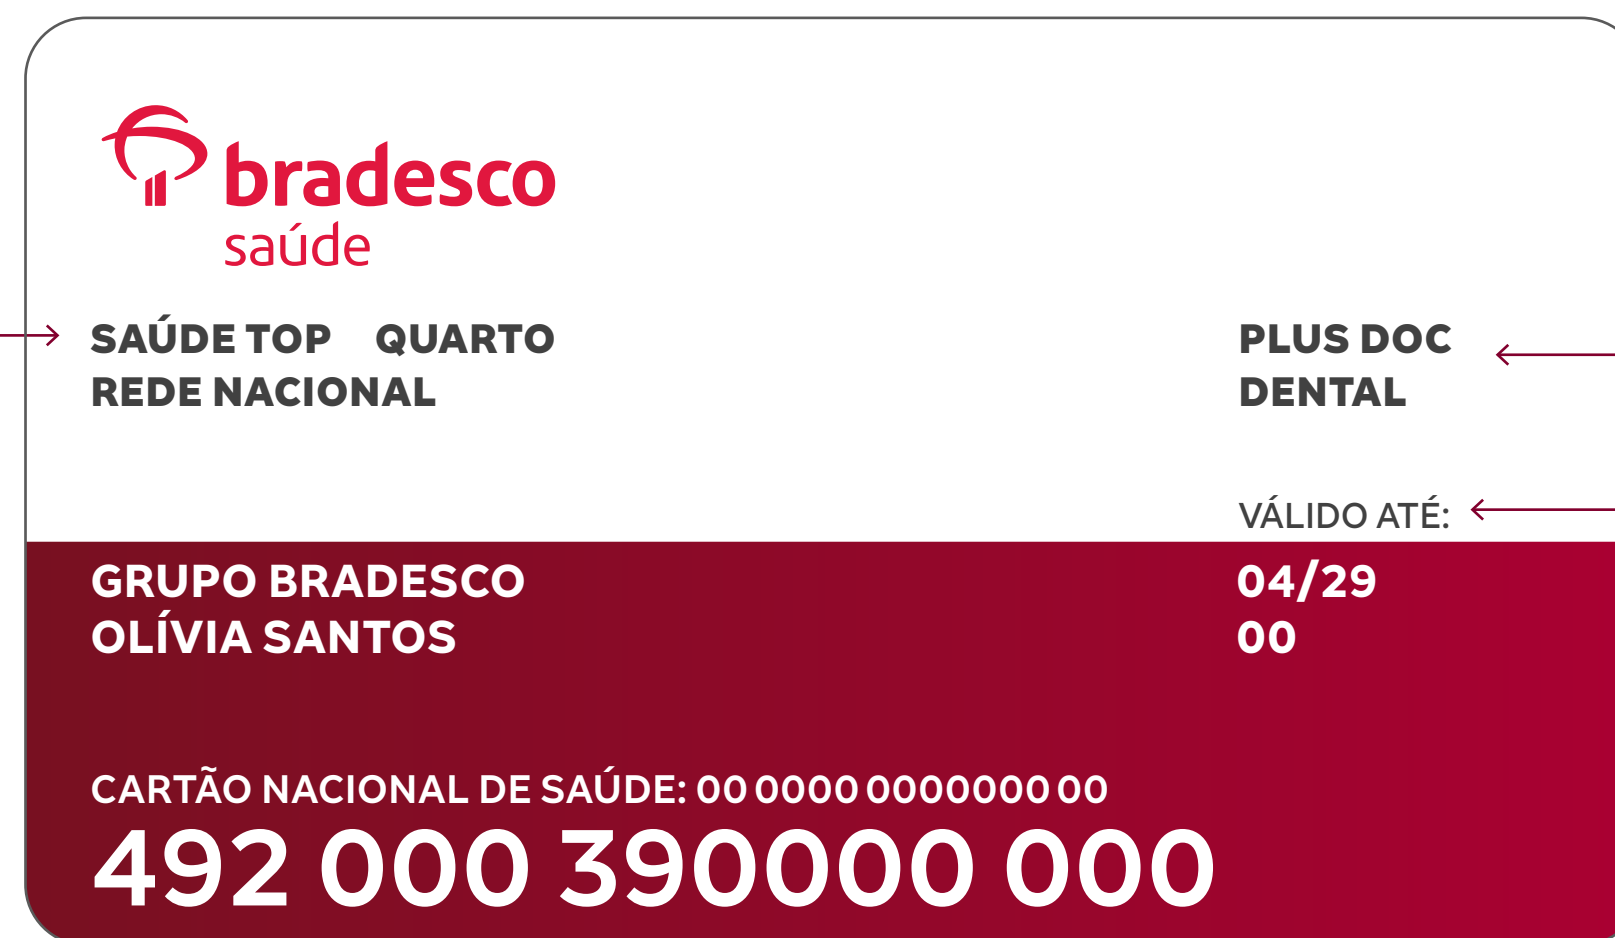 bradesco
saúde
SAÚDE TOP QUARTO PLUS DOC
REDE NACIONAL DENTAL
VÁLIDO ATÉ:
GRUPO BRADESCO 04/29
OLÍVIA SANTOS 00
CARTÃO NACIONAL DE SAÚDE: 00 0000 0000000 00
492 000 390000 000